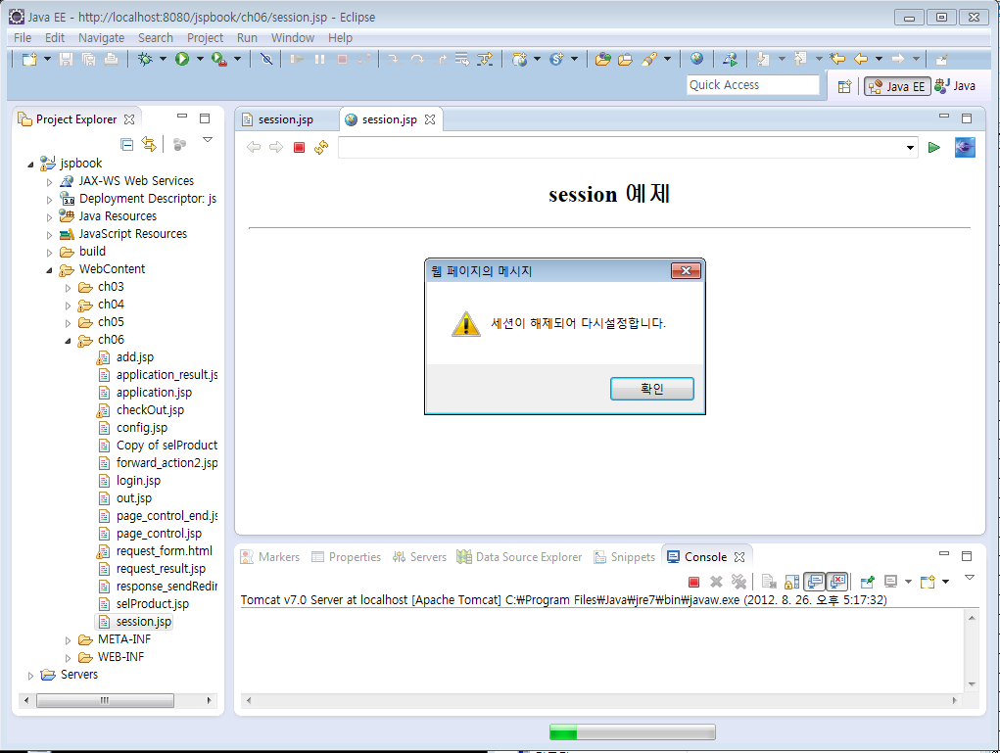 Java EE - http://localhost:8080/jspbook/ch06/session.jsp - Eclipse
File Edit Navigate Search Project Run Window Help
Quick Access
Java EE
Java
Project Explorer
jspbook
JAX-WS Web Services
3.0
Deployment Descriptor: js
Java Resources
JavaScript Resources
build
WebContent
ch03
ch04
ch05
ch06
add.jsp
application_result.js
application.jsp
checkOut.jsp
config.jsp
Copy of selProduct
forward_action2.jsp
login.jsp
out.jsp
page_control_end.js
page_control.jsp
request_form.html
request_result.jsp
response_sendRedir
selProduct.jsp
session.jsp
META-INF
WEB-INF
Servers
session.jsp
session.jsp
session 예제
웹 페이지의 메시지
세션이 해제되어 다시설정합니다.
확인
Markers Properties Servers Data Source Explorer Snippets Console
Tomcat v7.0 Server at localhost [Apache Tomcat] C:₩Program Files₩Java₩jre7₩bin₩javaw.exe (2012. 8. 26. 오후 5:17:32)